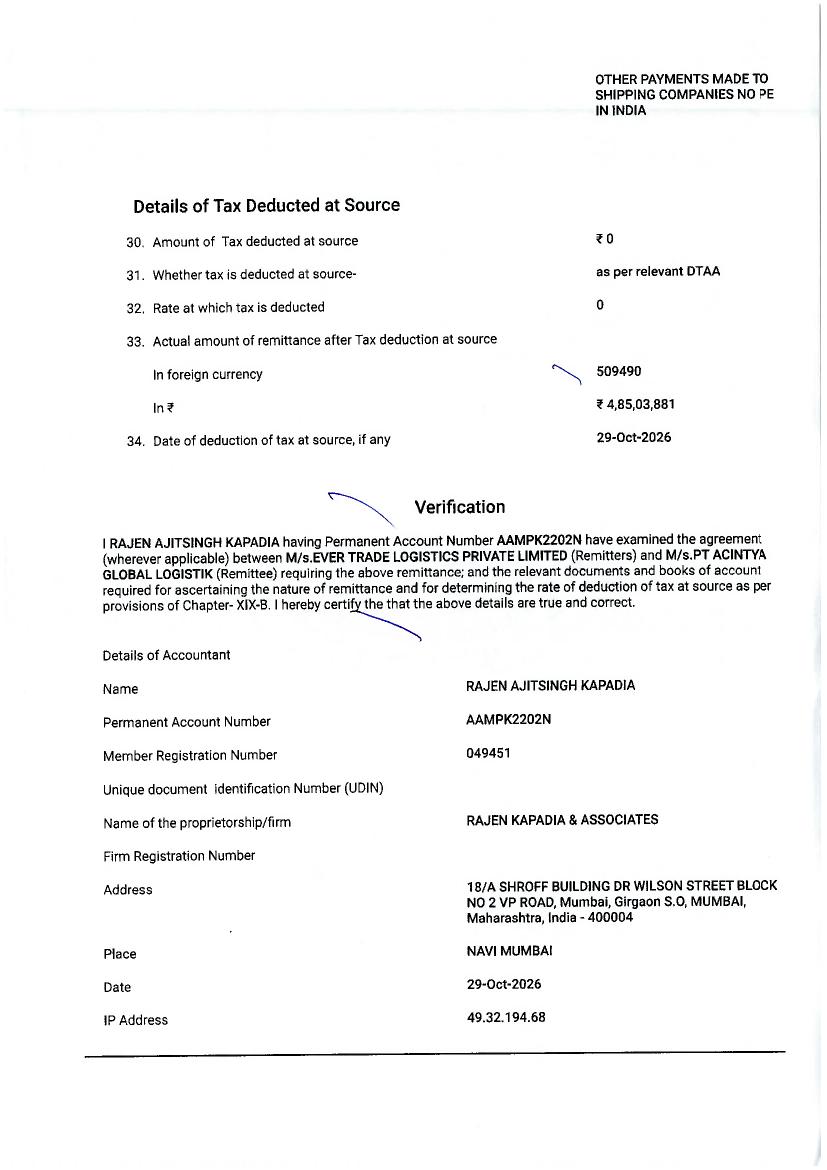 OTHER PAYMENTS MADE TO
SHIPPING COMPANIES NO PE
IN INDIA
Details of Tax Deducted at Source
30. Amount of Tax deducted at source ₹ 0
31. Whether tax is deducted at source- as per relevant DTAA
32. Rate at which tax is deducted 0
33. Actual amount of remittance after Tax deduction at source
In foreign currency 509490
In ₹ ₹ 4,85,03,881
34. Date of deduction of tax at source, if any 29-Oct-2026
Verification
I RAJEN AJITSINGH KAPADIA having Permanent Account Number AAMPK2202N have examined the agreement
(wherever applicable) between M/s.EVER TRADE LOGISTICS PRIVATE LIMITED (Remitters) and M/s.PT ACINTYA
GLOBAL LOGISTIK (Remittee) requiring the above remittance; and the relevant documents and books of account
required for ascertaining the nature of remittance and for determining the rate of deduction of tax at source as per
provisions of Chapter- XIX-B. I hereby certify the that the above details are true and correct.
Details of Accountant
Name RAJEN AJITSINGH KAPADIA
Permanent Account Number AAMPK2202N
Member Registration Number 049451
Unique document identification Number (UDIN)
Name of the proprietorship/firm RAJEN KAPADIA & ASSOCIATES
Firm Registration Number
Address 18/A SHROFF BUILDING DR WILSON STREET BLOCK
NO 2 VP ROAD, Mumbai, Girgaon S.O, MUMBAI,
Maharashtra, India - 400004
Place NAVI MUMBAI
Date 29-Oct-2026
IP Address 49.32.194.68